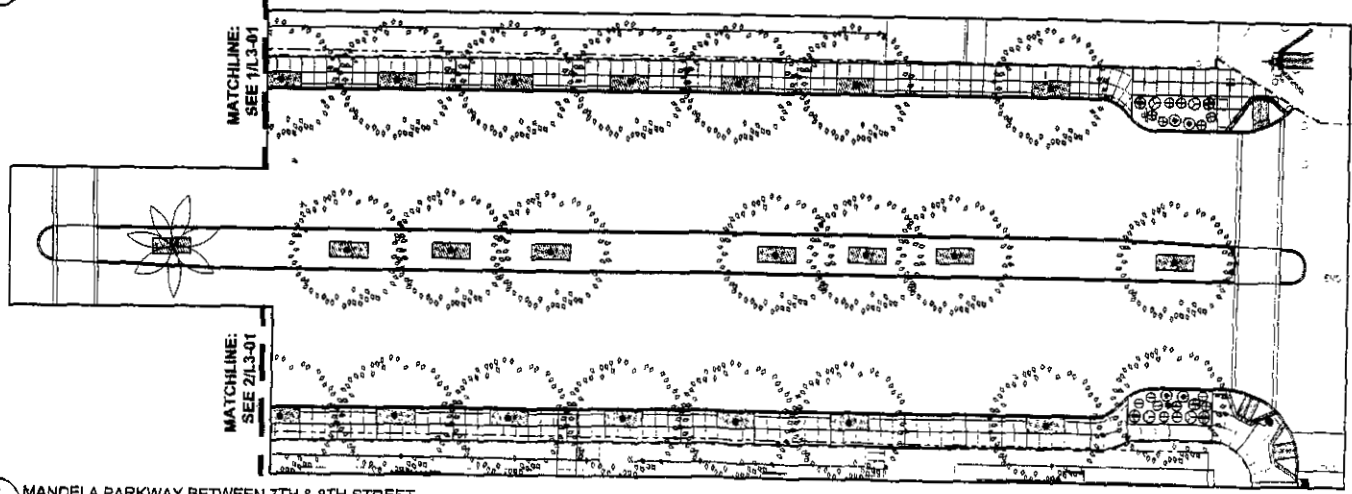 MATCHLINE:
SEE 1/L3-01
MATCHLINE:
SEE 2/L3-01
MANDELA PARKWAY BETWEEN 7TH & 8TH STREET